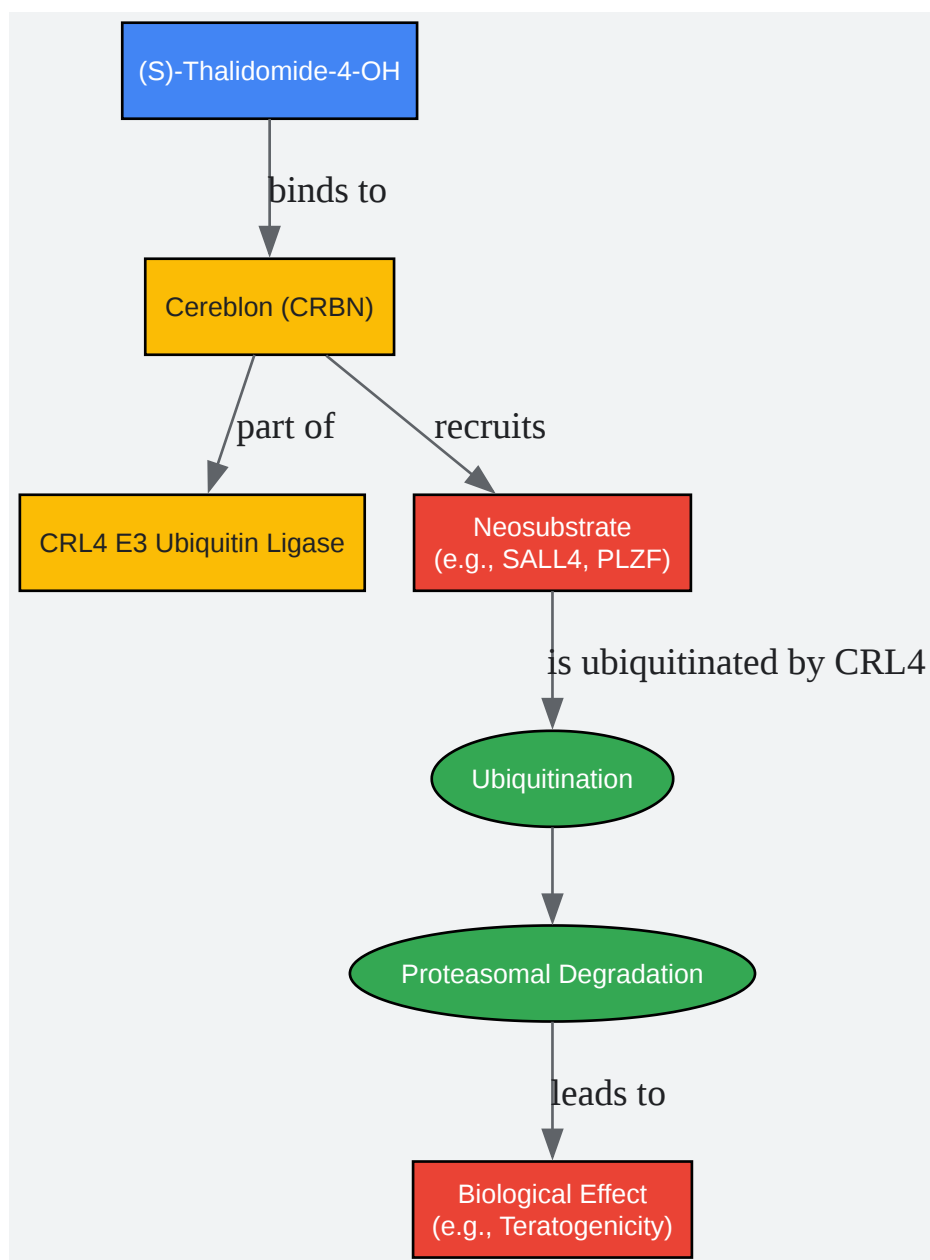 (S)-Thalidomide-4-OH
binds to
Cereblon (CRBN)
part of
recruits
CRL4 E3 Ubiquitin Ligase
Neosubstrate
(e.g., SALL4, PLZF)
is ubiquitinated by CRL4
Ubiquitination
Proteasomal Degradation
leads to
Biological Effect
(e.g., Teratogenicity)